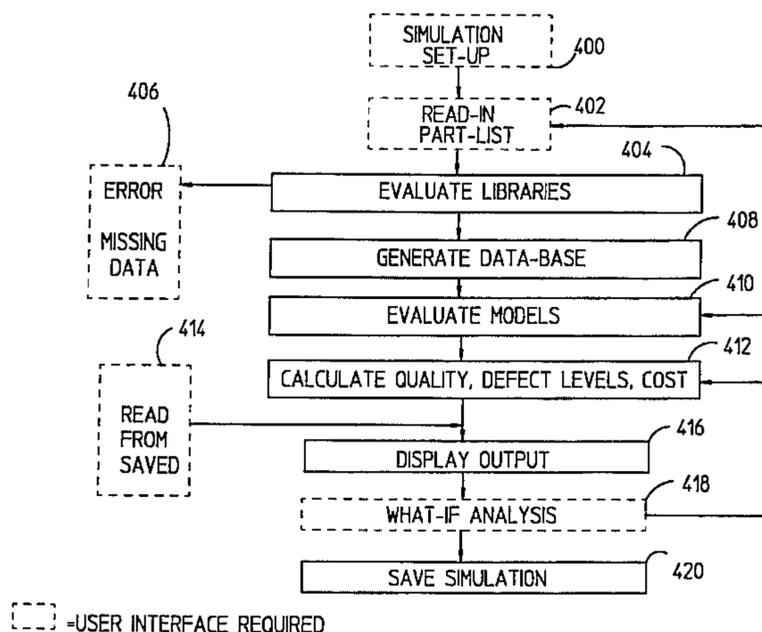 SIMULATION
SET-UP
400
READ-IN
PART-LIST
402
406
ERROR
MISSING
DATA
404
EVALUATE LIBRARIES
408
GENERATE DATA-BASE
410
EVALUATE MODELS
412
CALCULATE QUALITY, DEFECT LEVELS, COST
414
READ
FROM
SAVED
416
DISPLAY OUTPUT
418
WHAT-IF ANALYSIS
420
SAVE SIMULATION
=USER INTERFACE REQUIRED